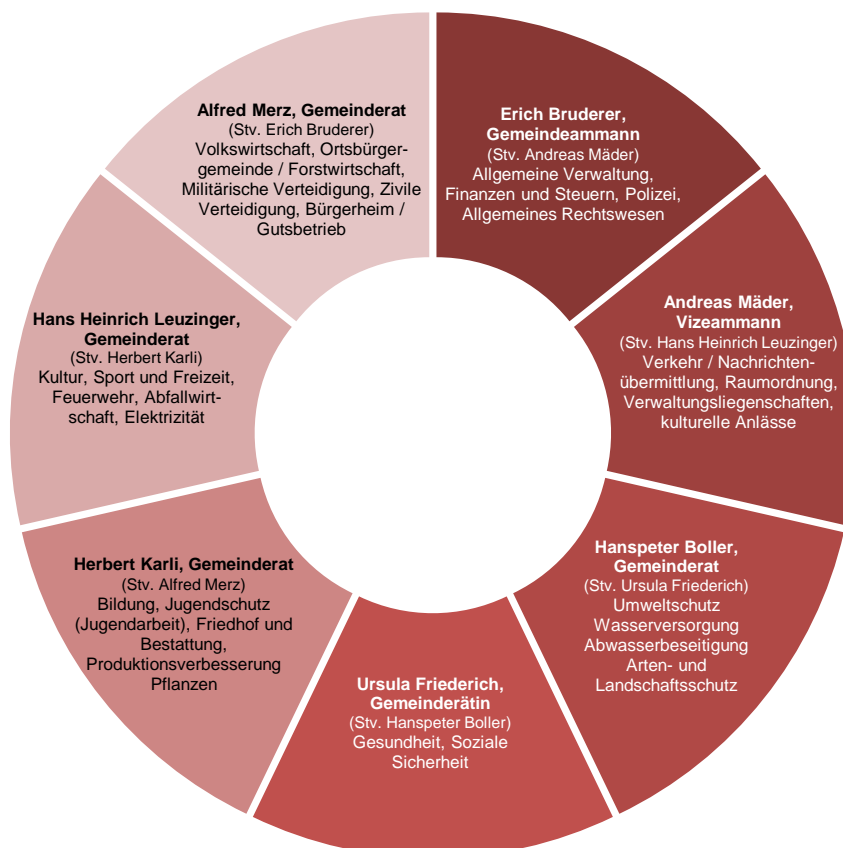 Alfred Merz, Gemeinderat
(Stv. Erich Bruderer)
Volkswirtschaft, Ortsbürger-
gemeinde / Forstwirtschaft,
Militärische Verteidigung, Zivile
Verteidigung, Bürgerheim /
Gutsbetrieb
Erich Bruderer,
Gemeindeammann
(Stv. Andreas Mäder)
Allgemeine Verwaltung,
Finanzen und Steuern, Polizei,
Allgemeines Rechtswesen
Andreas Mäder,
Vizeammann
(Stv. Hans Heinrich Leuzinger)
Verkehr / Nachrichten-
übermittlung, Raumordnung,
Verwaltungsliegenschaften,
kulturelle Anlässe
Hanspeter Boller,
Gemeinderat
(Stv. Ursula Friederich)
Umweltschutz
Wasserversorgung
Abwasserbeseitigung
Arten- und
Landschaftsschutz
Ursula Friederich,
Gemeinderätin
(Stv. Hanspeter Boller)
Gesundheit, Soziale
Sicherheit
Herbert Karli, Gemeinderat
(Stv. Alfred Merz)
Bildung, Jugendschutz
(Jugendarbeit), Friedhof und
Bestattung,
Produktionsverbesserung
Pflanzen
Hans Heinrich Leuzinger,
Gemeinderat
(Stv. Herbert Karli)
Kultur, Sport und Freizeit,
Feuerwehr, Abfallwirt-
schaft, Elektrizität